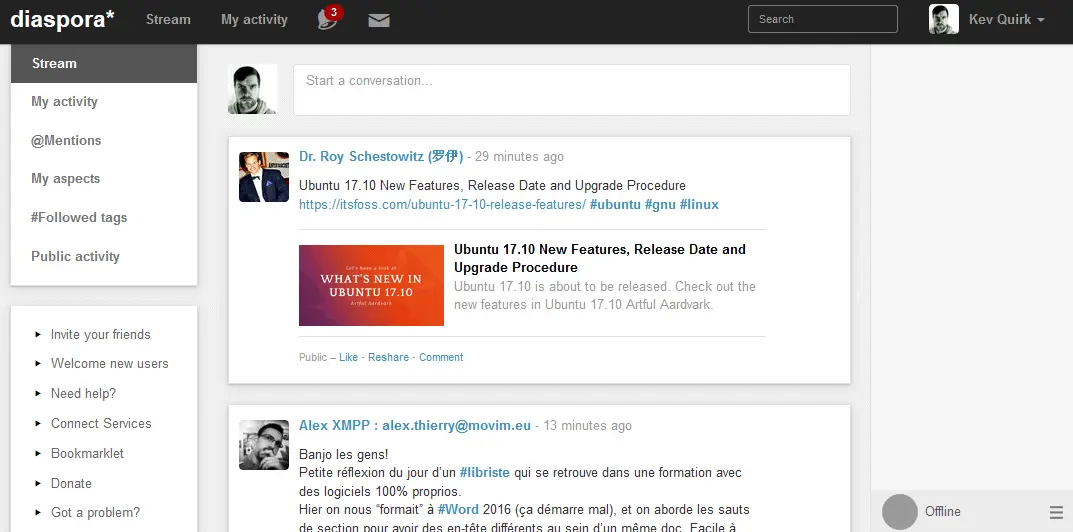 diaspora*
Stream
My activity
3
Search
Kev Quirk
Stream
My activity
@Mentions
My aspects
#Followed tags
Public activity
Invite your friends
Welcome new users
Need help?
Connect Services
Bookmarklet
Donate
Got a problem?
Start a conversation...
Dr. Roy Schestowitz (罗伊) - 29 minutes ago
Ubuntu 17.10 New Features, Release Date and Upgrade Procedure
https://itsfoss.com/ubuntu-17-10-release-features/ #ubuntu #gnu #linux
Let's have a look at
WHAT'S NEW IN
UBUNTU 17.10
Artful Aardvark
Ubuntu 17.10 New Features, Release Date and
Upgrade Procedure
Ubuntu 17.10 is about to be released. Check out the
new features in Ubuntu 17.10 Artful Aardvark.
Public – Like · Reshare · Comment
Alex XMPP : alex.thierry@movim.eu - 13 minutes ago
Banjo les gens!
Petite réflexion du jour d'un #libriste qui se retrouve dans une formation avec
des logiciels 100% proprios.
Hier on nous “formait” à #Word 2016 (ça démarre mal), et on aborde les sauts
de section pour avoir des en-tête différents au sein d'un même doc. Facile à
Offline